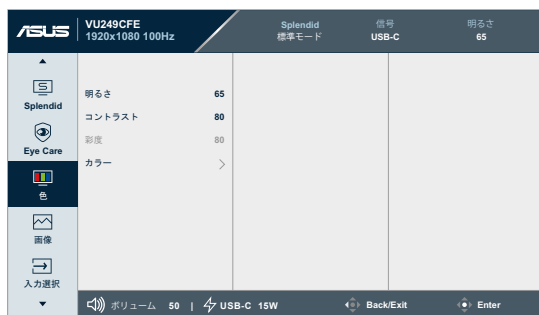 ASUS
VU249CFE
1920x1080 100Hz
Splendid
標準モード
信号
USB-C
明るさ
65
Splendid
Eye Care
色
画像
入力選択
明るさ 65
コントラスト 80
彩度 80
カラー
ボリューム 50 | USB-C 15W
Back/Exit
Enter